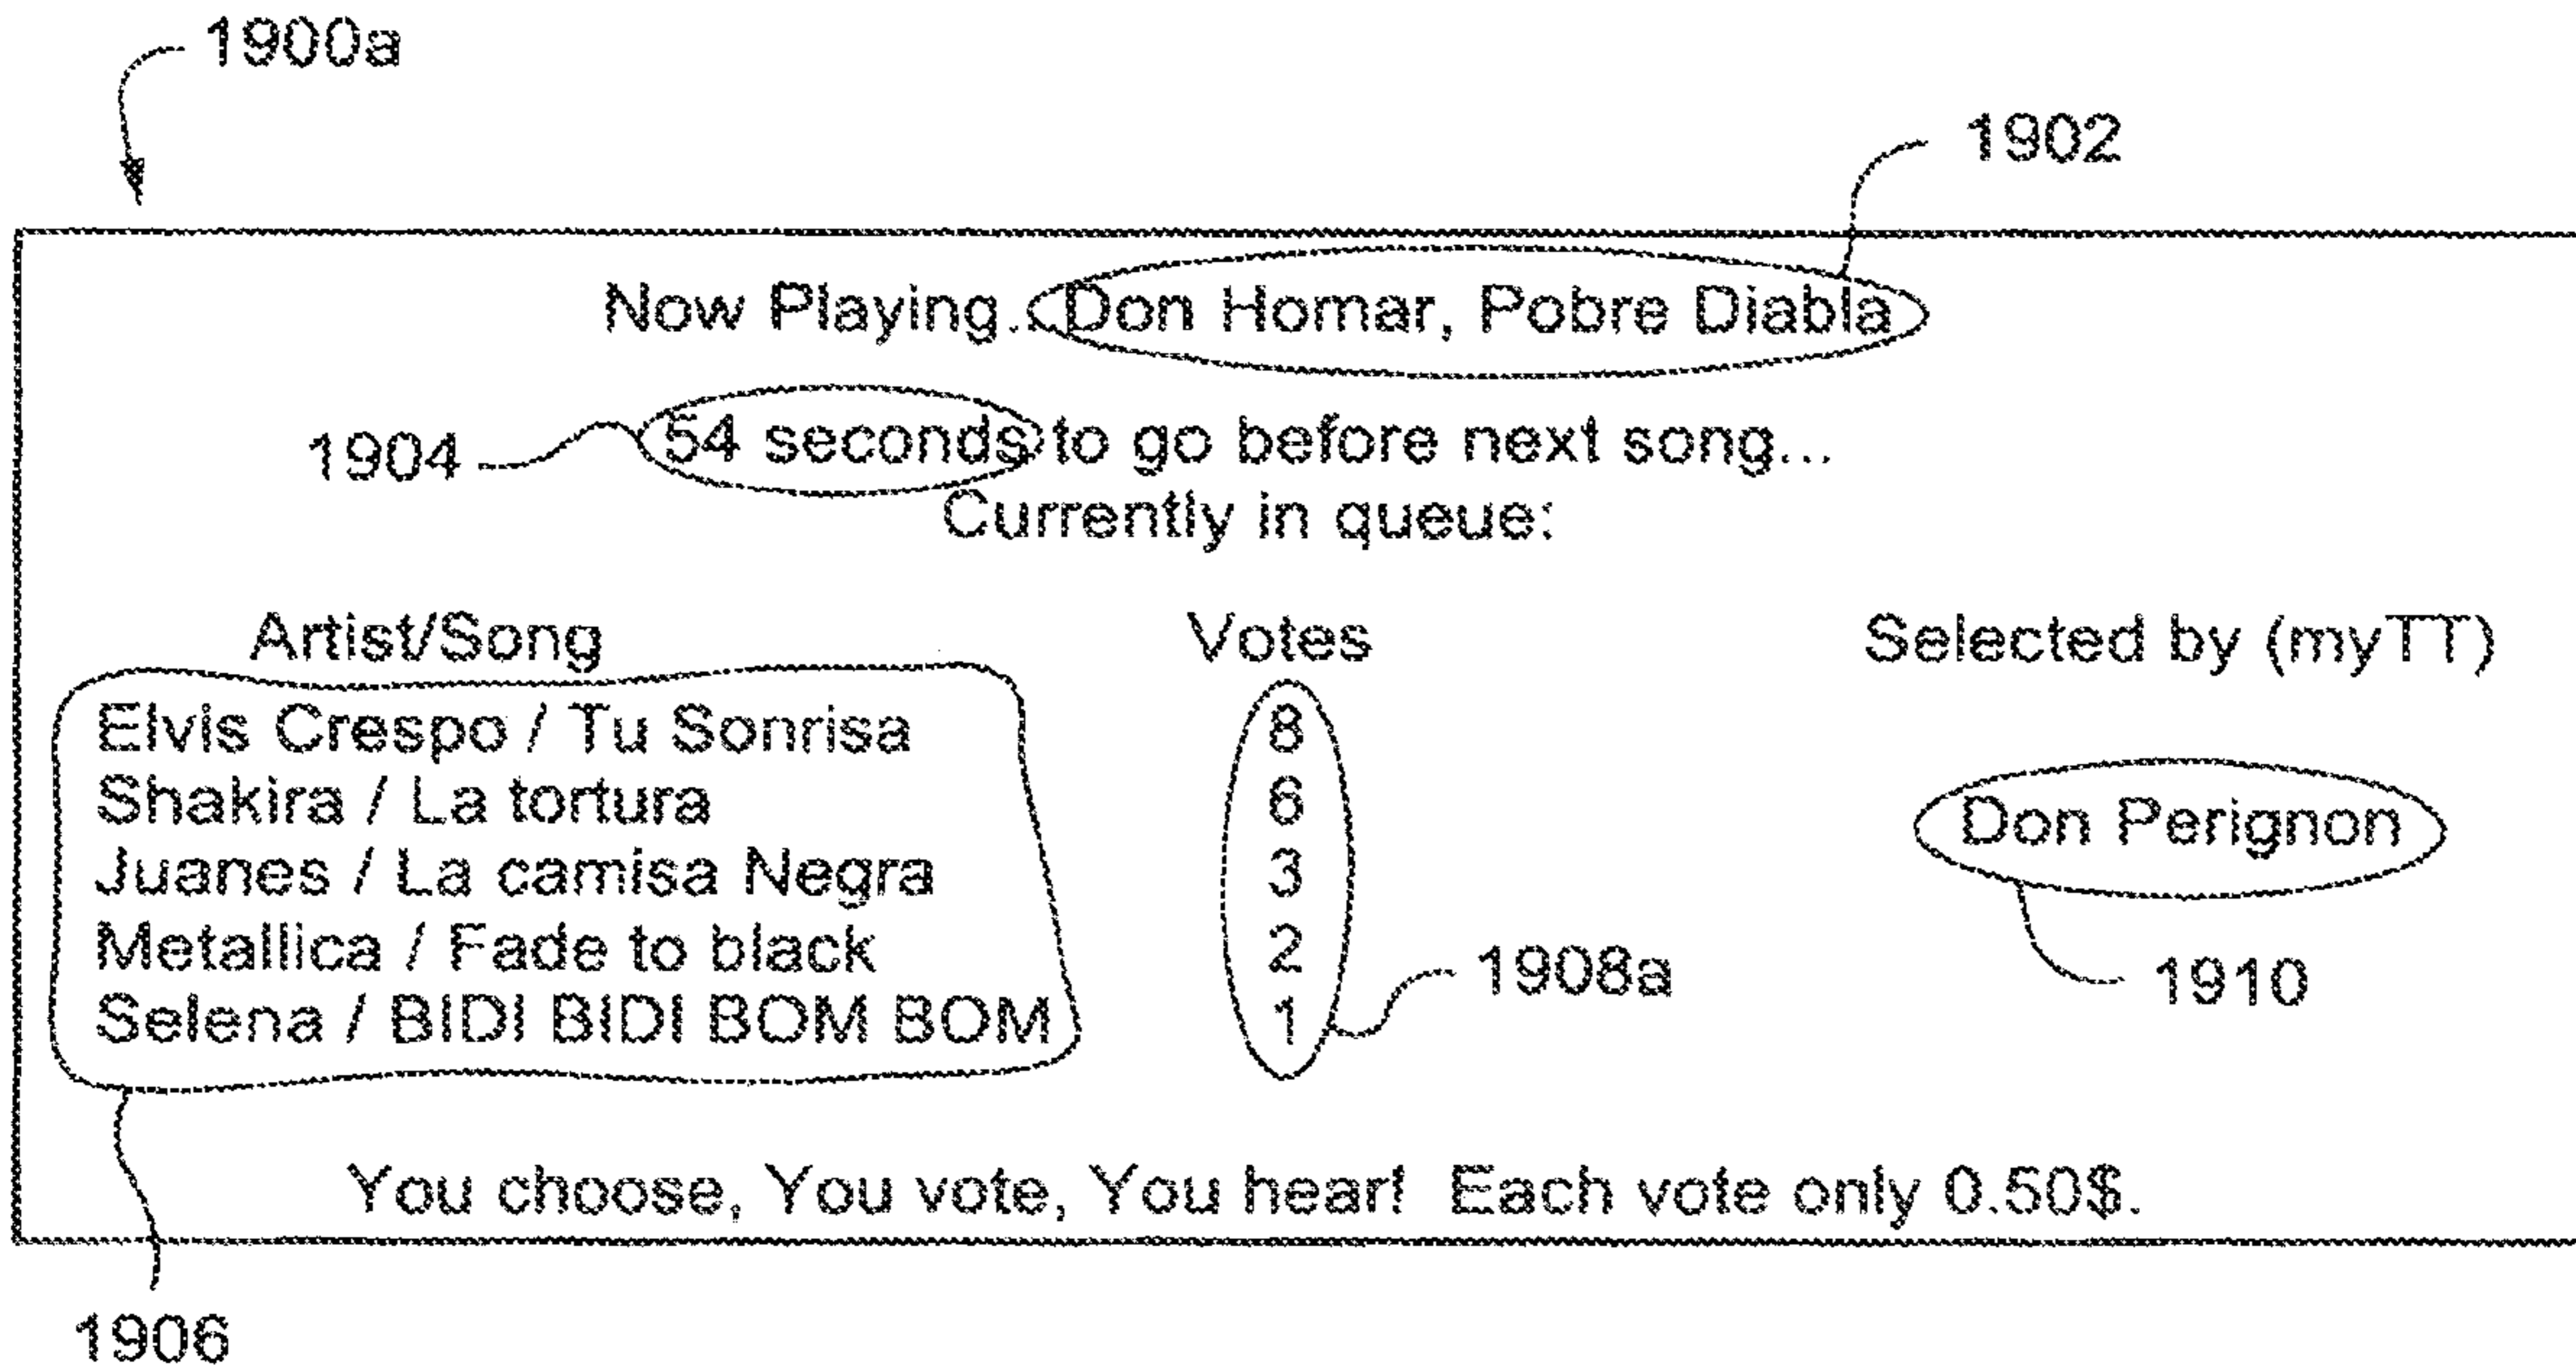 1900a
1902
Now Playing...Don Homar, Pobre Diabla
1904
54 seconds to go before next song...
Currently in queue:
Artist/Song Votes Selected by (myTT)
Elvis Crespo / Tu Sonrisa 8
Shakira / La tortura 6 Don Perignon
Juanes / La camisa Negra 3
Metallica / Fade to black 2
1908a 1910
Selena / BIDI BIDI BOM BOM 1
You choose, You vote, You hear! Each vote only 0.50$.
1906